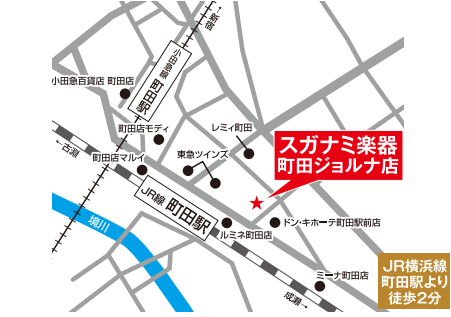 ←新宿
小田急線 町田駅
小田急百貨店 町田店
町田店モディ
レミィ町田
スガナミ楽器
町田ジョルナ店
←古淵
町田店マルイ
東急ツインズ
JR線 町田駅
境川
ルミネ町田店
ドン・キホーテ町田駅前店
ミーナ町田店
成瀬→
JR横浜線
町田駅より
徒歩2分